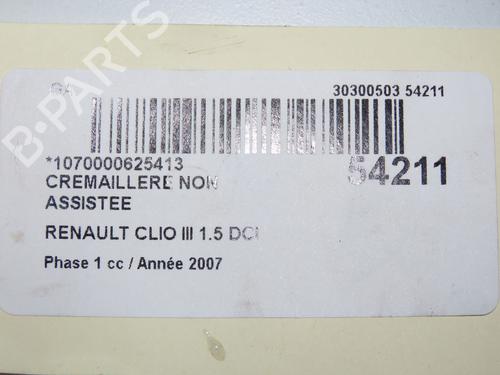 B-PARTS
30300503 54211
*1070000625413
54211
CREMAILLERE NON
ASSISTEE
RENAULT CLIO III 1.5 DCI
Phase 1 cc / Année 2007